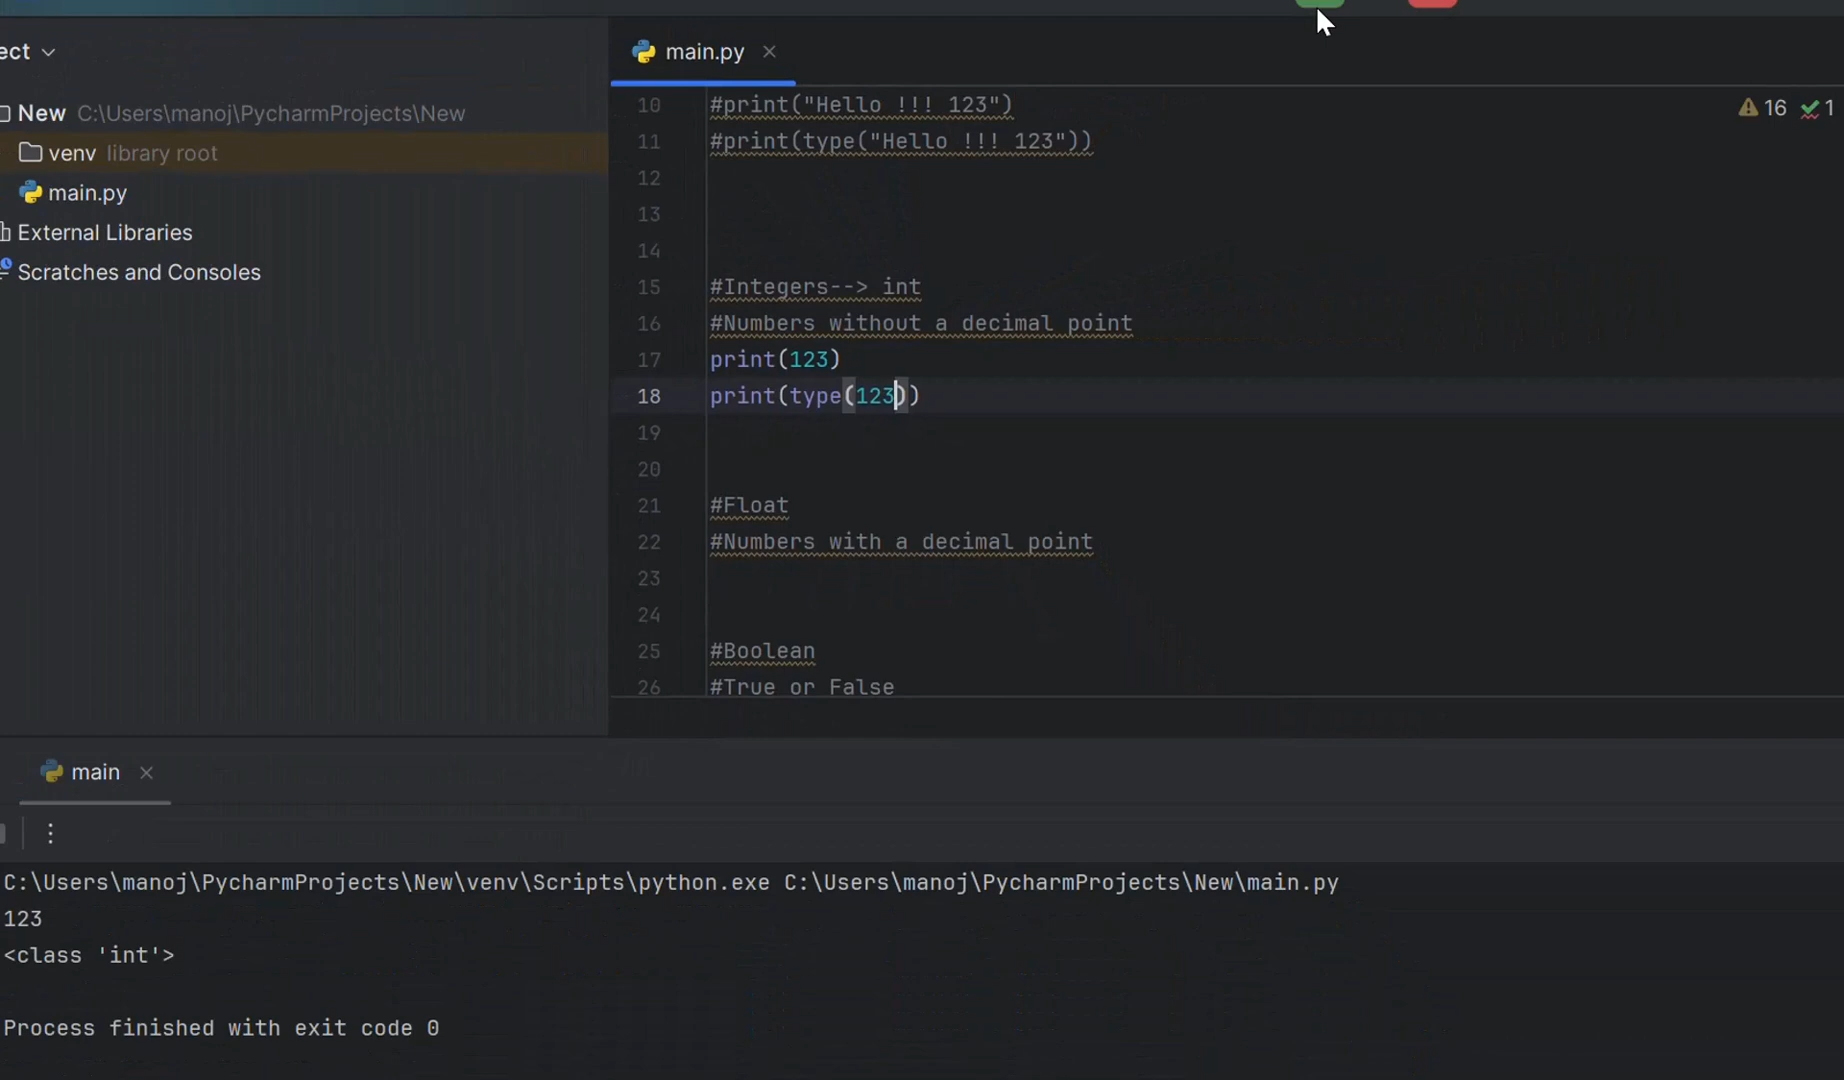 ect
New C:\Users\manoj\PycharmProjects\New
venv library root
main.py
External Libraries
Scratches and Consoles
main.py
16 1
10 #print("Hello !!! 123")
11 #print(type("Hello !!! 123"))
12
13
14
15 #Integers--> int
16 #Numbers without a decimal point
17 print(123)
18 print(type(123))
19
20
21 #Float
22 #Numbers with a decimal point
23
24
25 #Boolean
26 #True or False
main
C:\Users\manoj\PycharmProjects\New\venv\Scripts\python.exe C:\Users\manoj\PycharmProjects\New\main.py
123
<class 'int'>
Process finished with exit code 0